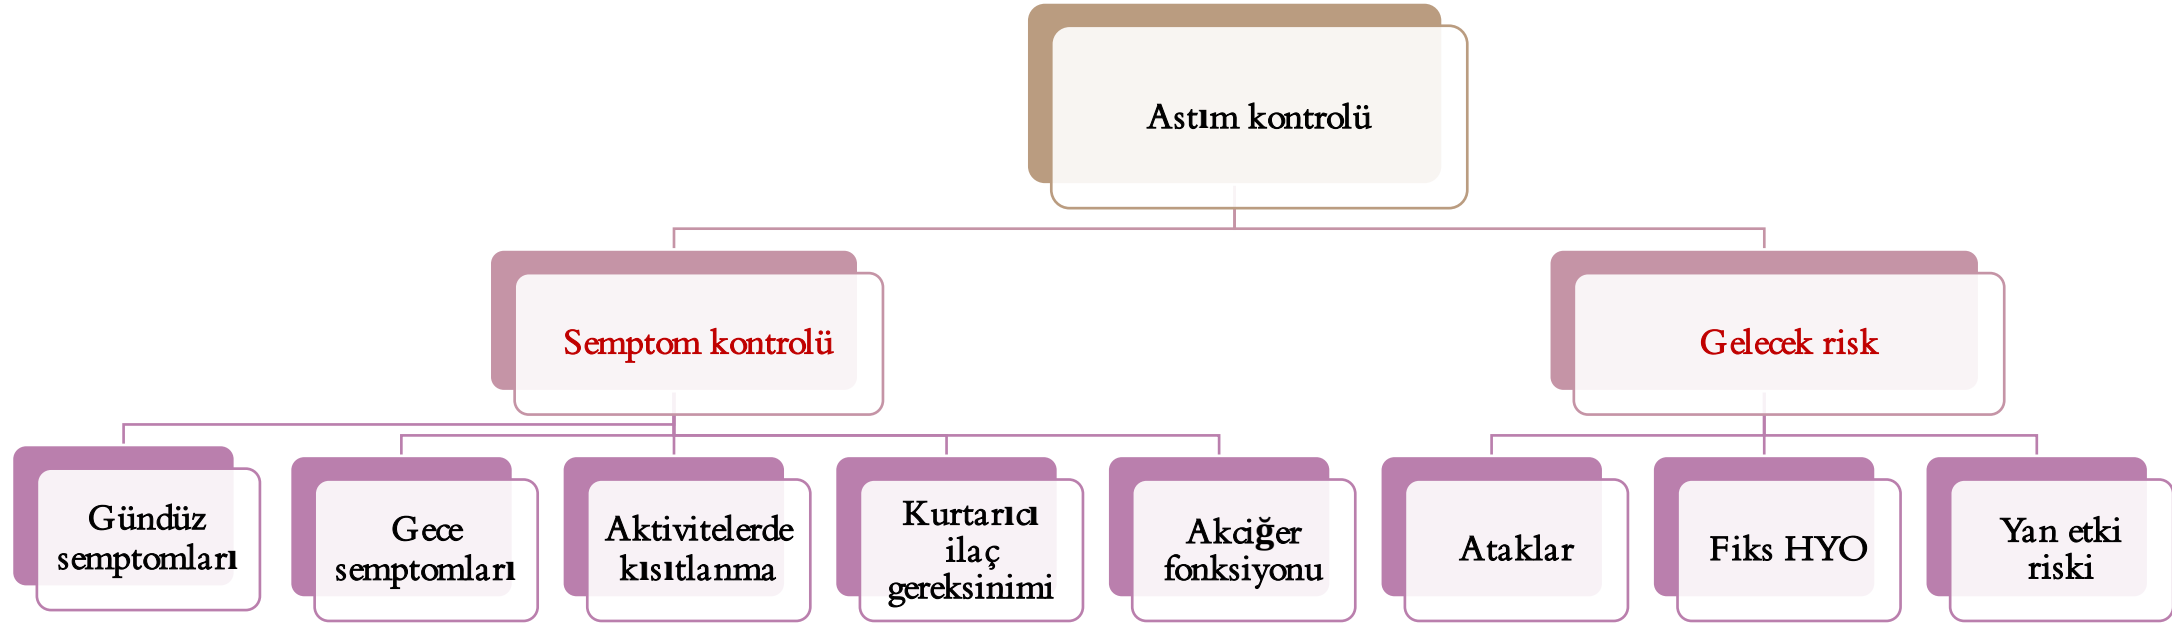 Astım kontrolü
Semptom kontrolü
Gelecek risk
Gündüz
semptomları
Gece
semptomları
Aktivitelerde
kısıtlanma
Kurtarıcı
ilaç
gereksinimi
Akciğer
fonksiyonu
Ataklar
Fiks HYO
Yan etki
riski